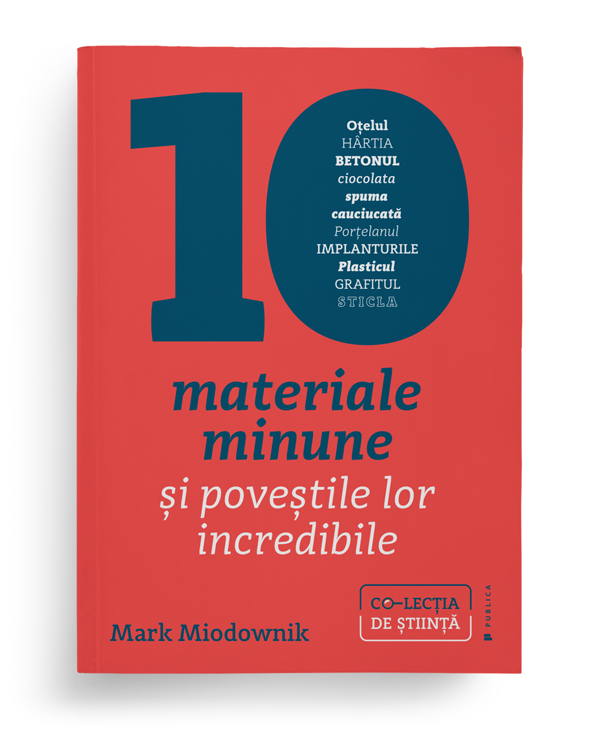 10
Oțelul
HÂRTIA
BETONUL
ciocolata
spuma
cauciucată
Porțelanul
IMPLANTURILE
Plasticul
GRAFITUL
STICLA
materiale
minune
și poveștile lor
incredibile
Mark Miodownik
CO-LECȚIA
DE ȘTIINȚĂ
PUBLICA